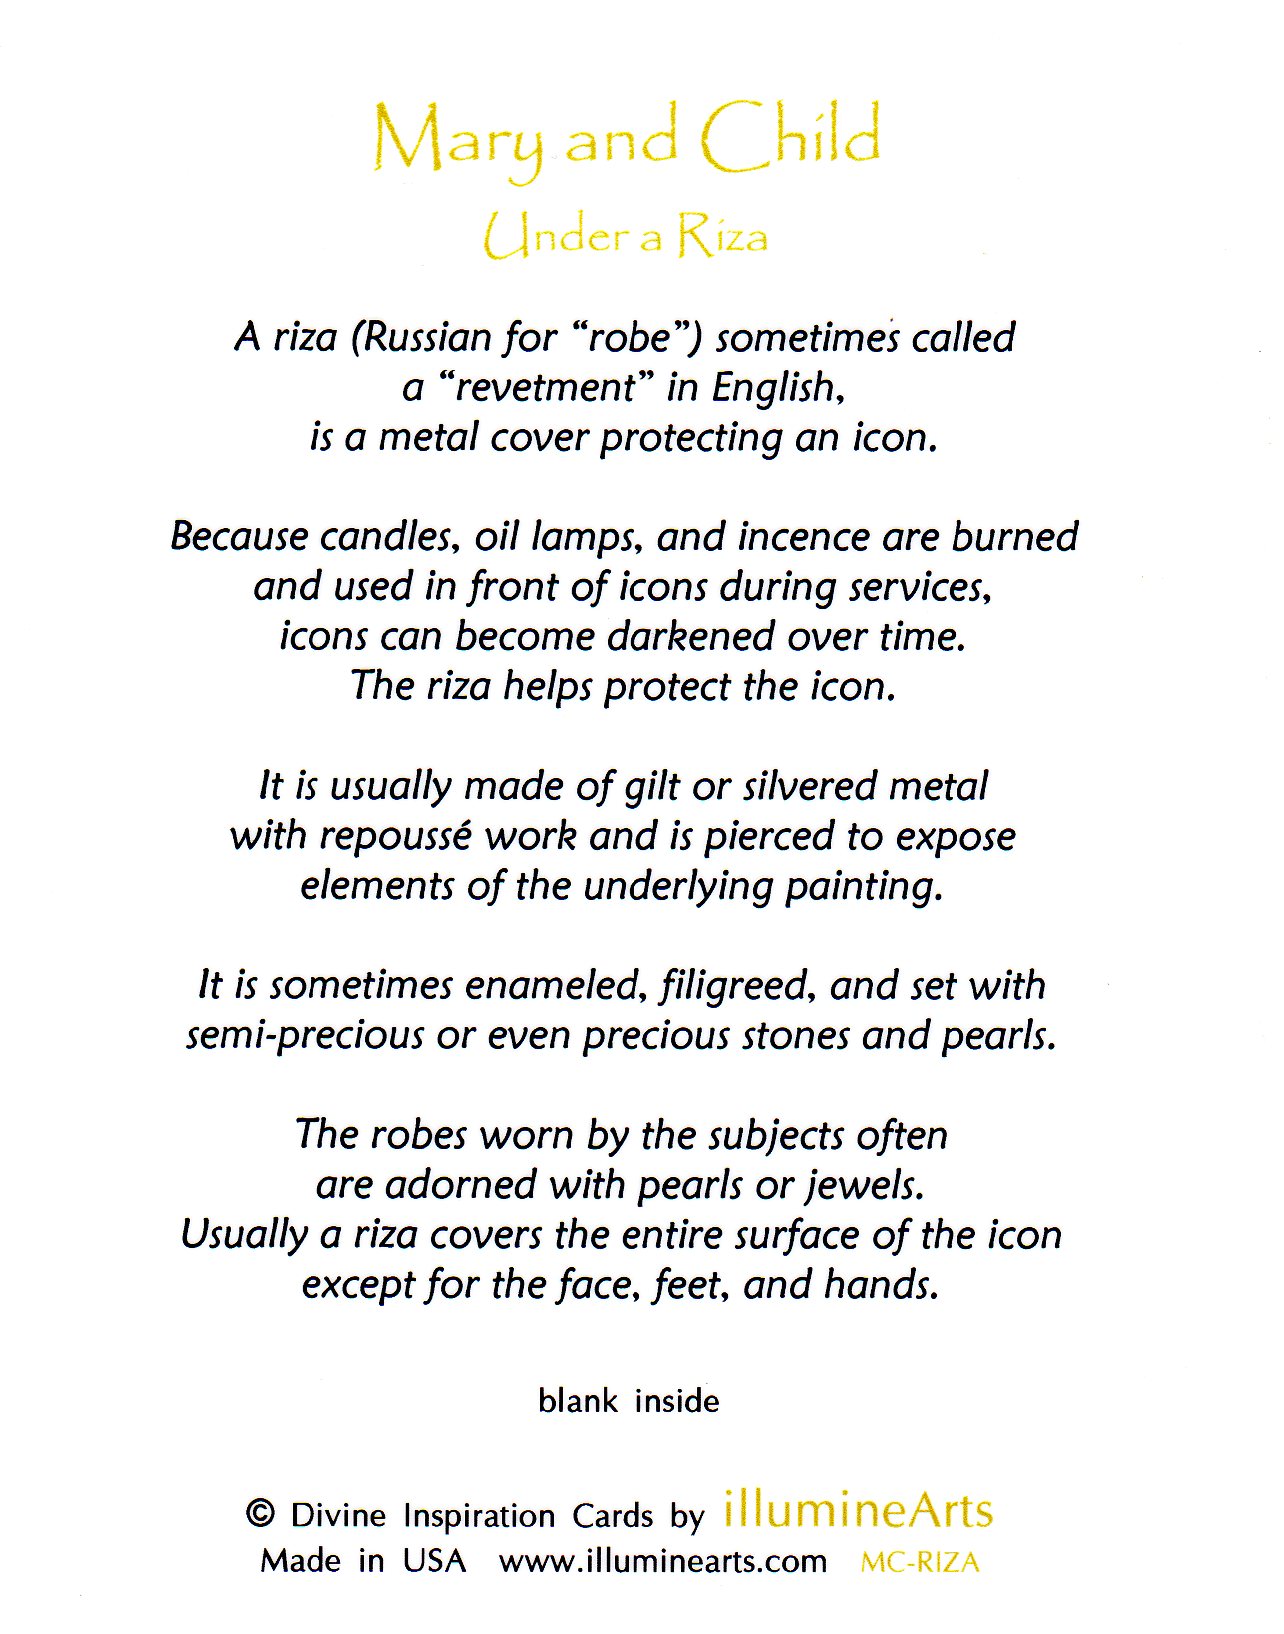 Mary and Child
Under a Riza
A riza (Russian for “robe”) sometimes called
a “revetment” in English,
is a metal cover protecting an icon.
Because candles, oil lamps, and incence are burned
and used in front of icons during services,
icons can become darkened over time.
The riza helps protect the icon.
It is usually made of gilt or silvered metal
with repoussé work and is pierced to expose
elements of the underlying painting.
It is sometimes enameled, filigreed, and set with
semi-precious or even precious stones and pearls.
The robes worn by the subjects often
are adorned with pearls or jewels.
Usually a riza covers the entire surface of the icon
except for the face, feet, and hands.
blank inside
© Divine Inspiration Cards by illumineArts
Made in USA www.illuminearts.com MC-RIZA